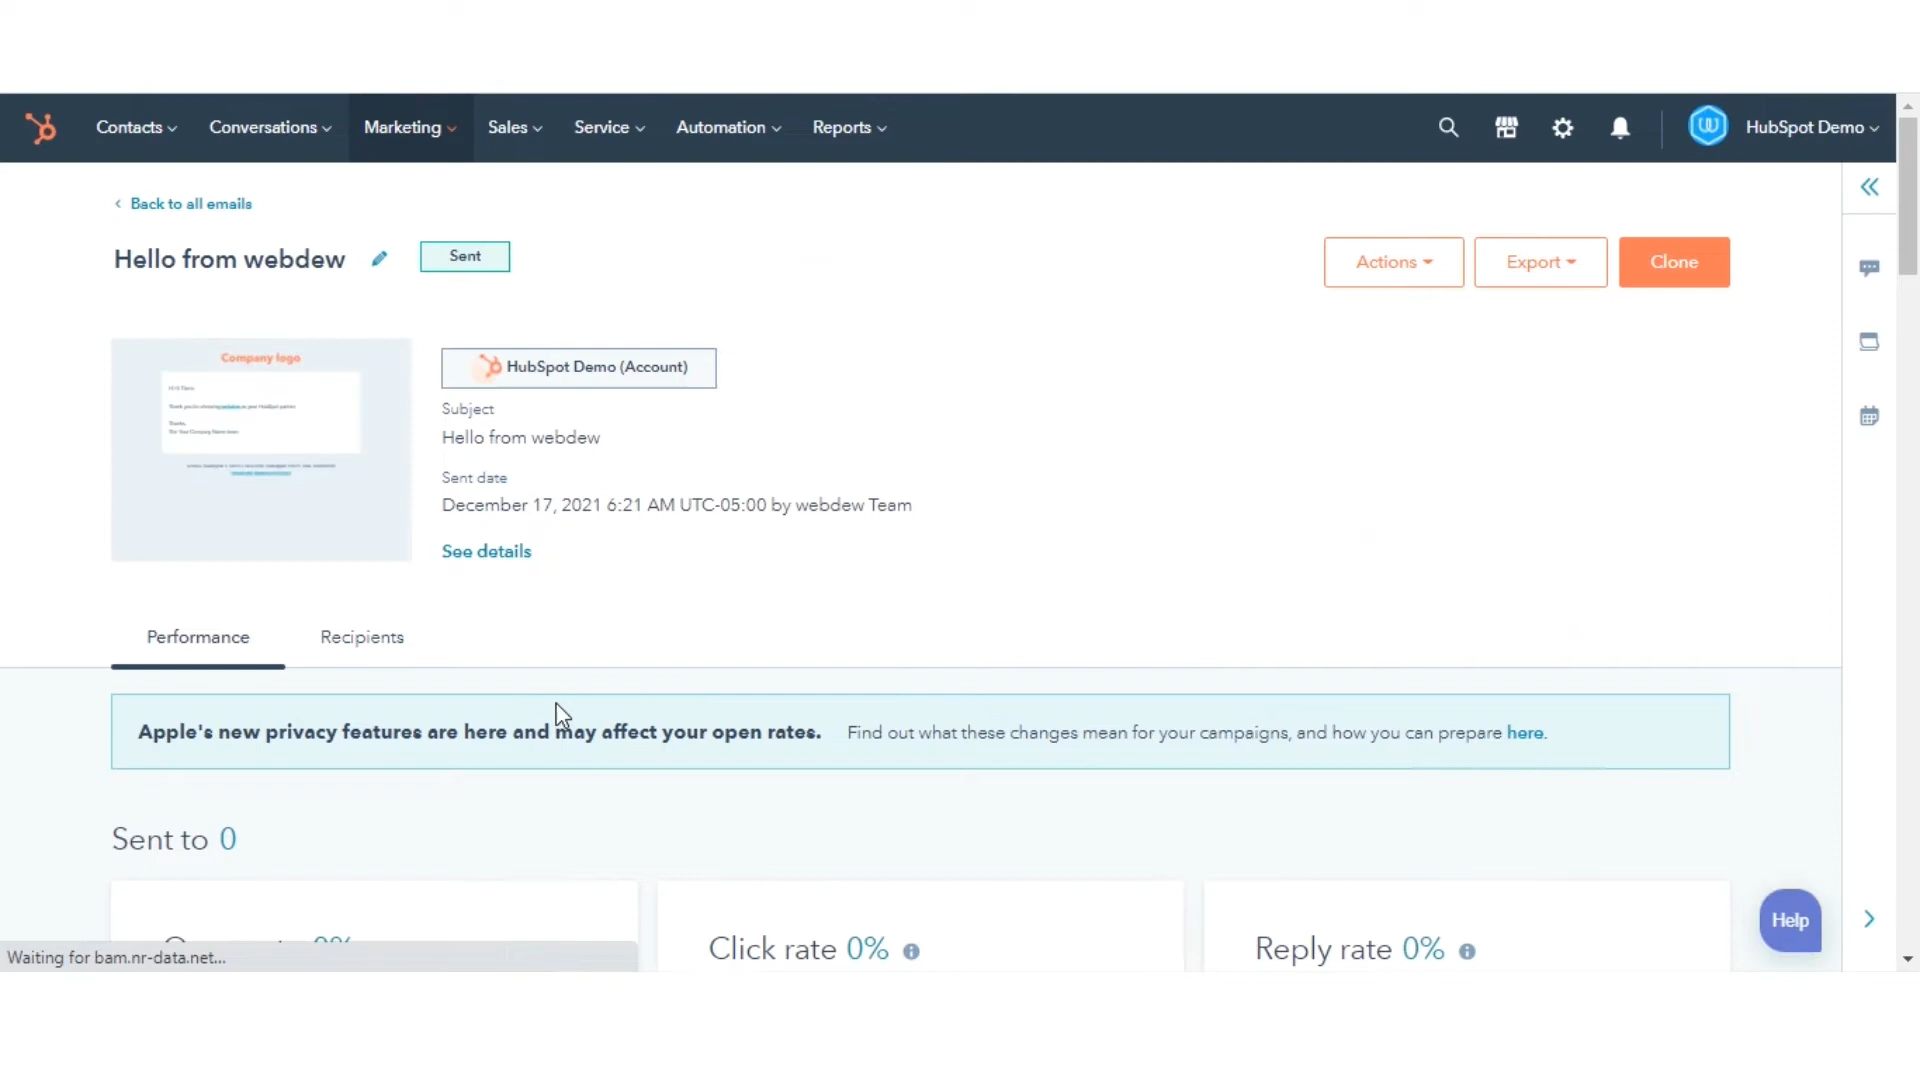 Contacts Conversations Marketing Sales Service Automation Reports HubSpot Demo
Back to all emails
Hello from webdew Sent Actions Export Clone
Company logo
HubSpot Demo (Account)
Subject
Hello from webdew
Sent date
December 17, 2021 6:21 AM UTC-05:00 by webdew Team
See details
Performance Recipients
Apple's new privacy features are here and may affect your open rates. Find out what these changes mean for your campaigns, and how you can prepare here.
Sent to 0
Click rate 0% Reply rate 0%
Help
Waiting for bam.nr-data.net...